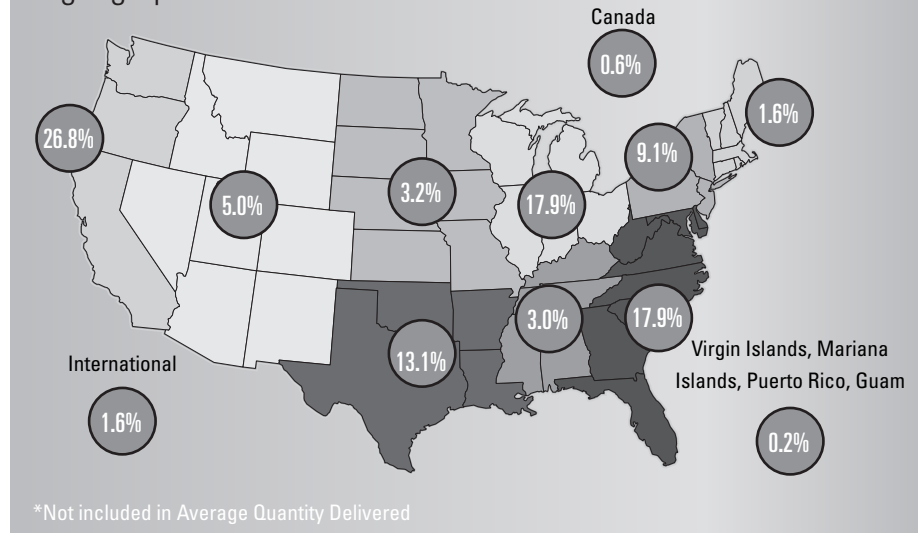 Canada
0.6%
1.6%
26.8%
9.1%
5.0%
3.2%
17.9%
3.0%
17.9%
13.1%
Virgin Islands, Mariana
Islands, Puerto Rico, Guam
0.2%
International
1.6%
*Not included in Average Quantity Delivered